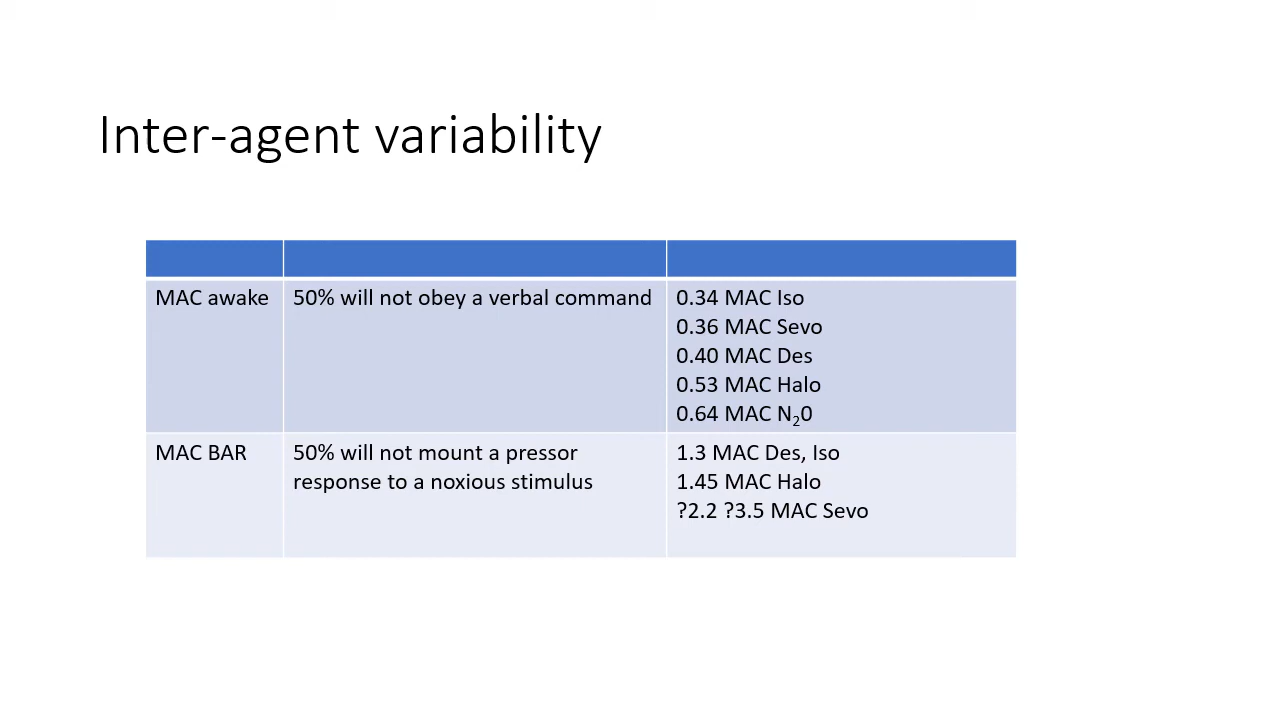 Inter-agent variability
MAC awake
50% will not obey a verbal command
0.34 MAC Iso
0.36 MAC Sevo
0.40 MAC Des
0.53 MAC Halo
0.64 MAC N₂0
MAC BAR
50% will not mount a pressor
response to a noxious stimulus
1.3 MAC Des, Iso
1.45 MAC Halo
?2.2 ?3.5 MAC Sevo